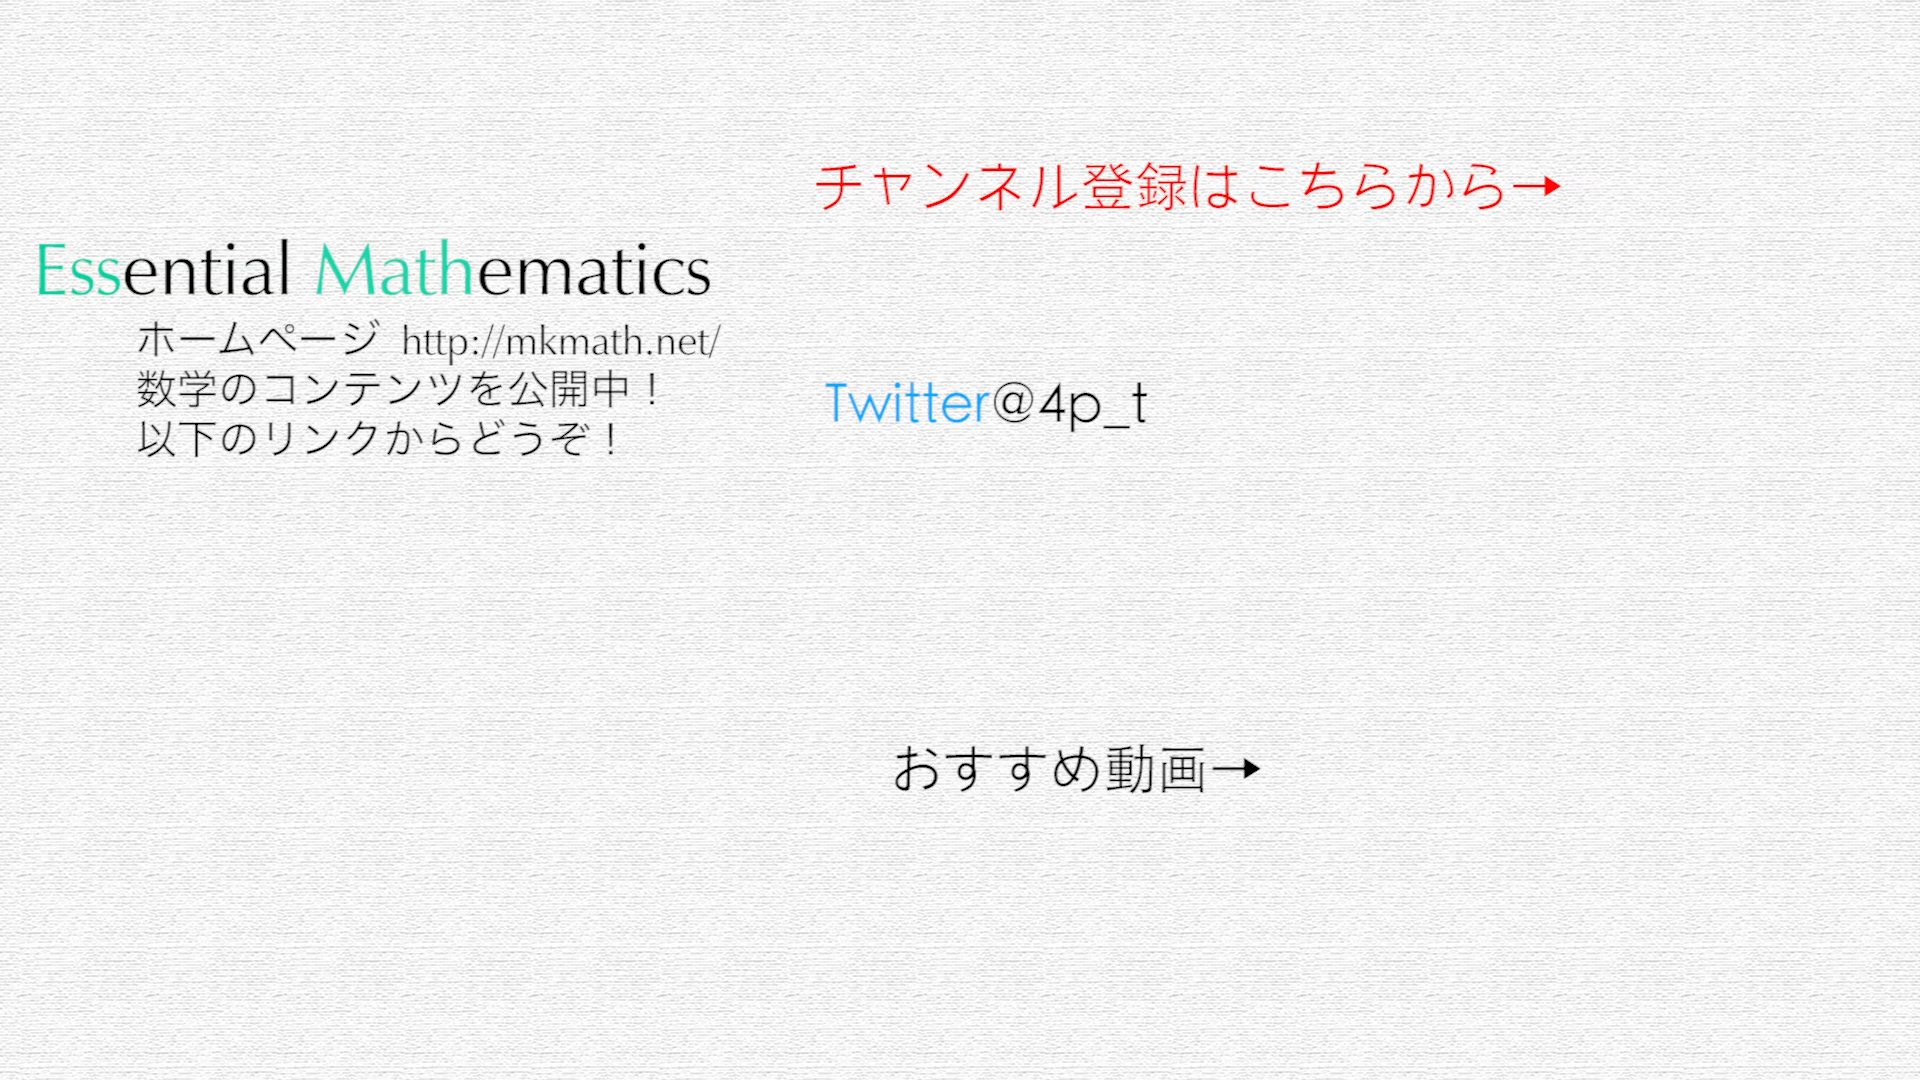 チャンネル登録はこちらから→
Essential Mathematics
ホームページ http://mkmath.net/
数学のコンテンツを公開中！
以下のリンクからどうぞ！
Twitter@4p_t
おすすめ動画→